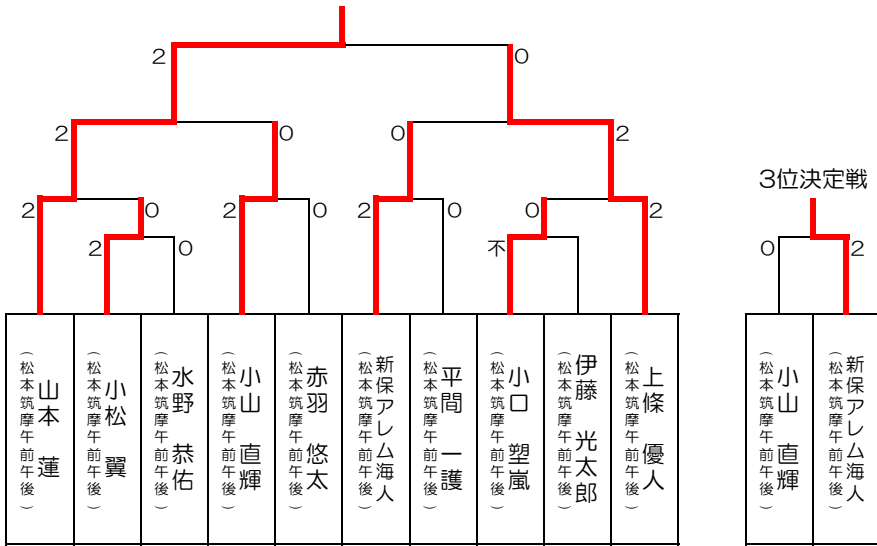 2
0
2
0
0
2
3位決定戦
2
0
2
0
2
0
0
2
2
0
不
0
2
山本 蓮
(松本筑摩午前午後)
小松 翼
(松本筑摩午前午後)
水野 恭佑
(松本筑摩午前午後)
小山 直輝
(松本筑摩午前午後)
赤羽 悠太
(松本筑摩午前午後)
新保アレム海人
(松本筑摩午前午後)
平間 一護
(松本筑摩午前午後)
小口 塑嵐
(松本筑摩午前午後)
伊藤 光太郎
(松本筑摩午前午後)
上條 優人
(松本筑摩午前午後)
小山 直輝
(松本筑摩午前午後)
新保アレム海人
(松本筑摩午前午後)